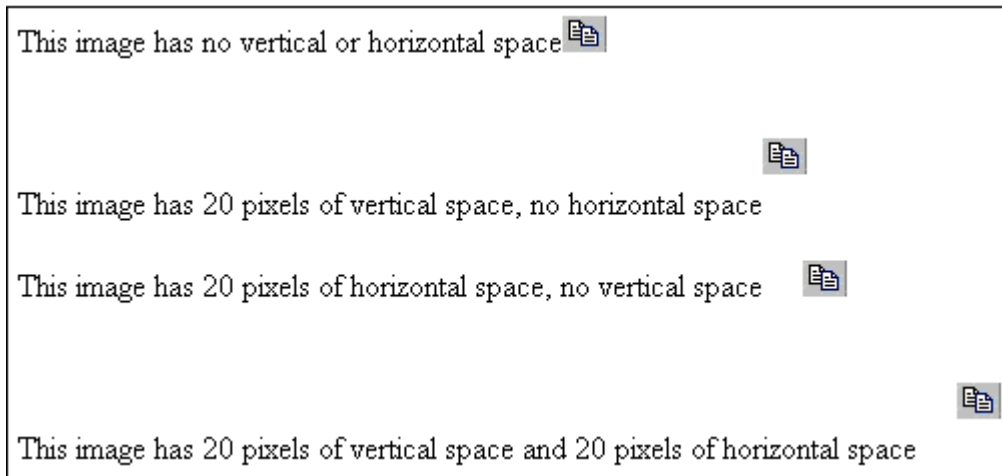 This image has no vertical or horizontal space
This image has 20 pixels of vertical space, no horizontal space
This image has 20 pixels of horizontal space, no vertical space
This image has 20 pixels of vertical space and 20 pixels of horizontal space